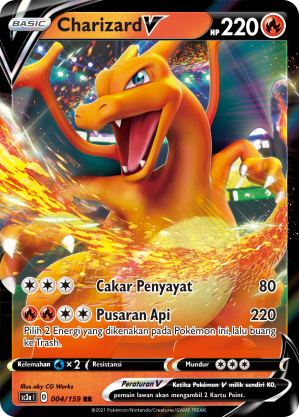 BASIC Charizard V HP 220
Cakar Penyayat 80
Pusaran Api 220
Pilih 2 Energi yang dikenakan pada Pokémon ini, lalu buang
ke Trash.
Kelemahan ×2 Resistansi Mundur
Illus.aky CG Works
sc3a I D 004/159 RR
Peraturan V Ketika Pokémon V milik sendiri KO,
pemain lawan akan mengambil 2 Kartu Point.
©2021 Pokémon/Nintendo/Creatures/GAME FREAK.